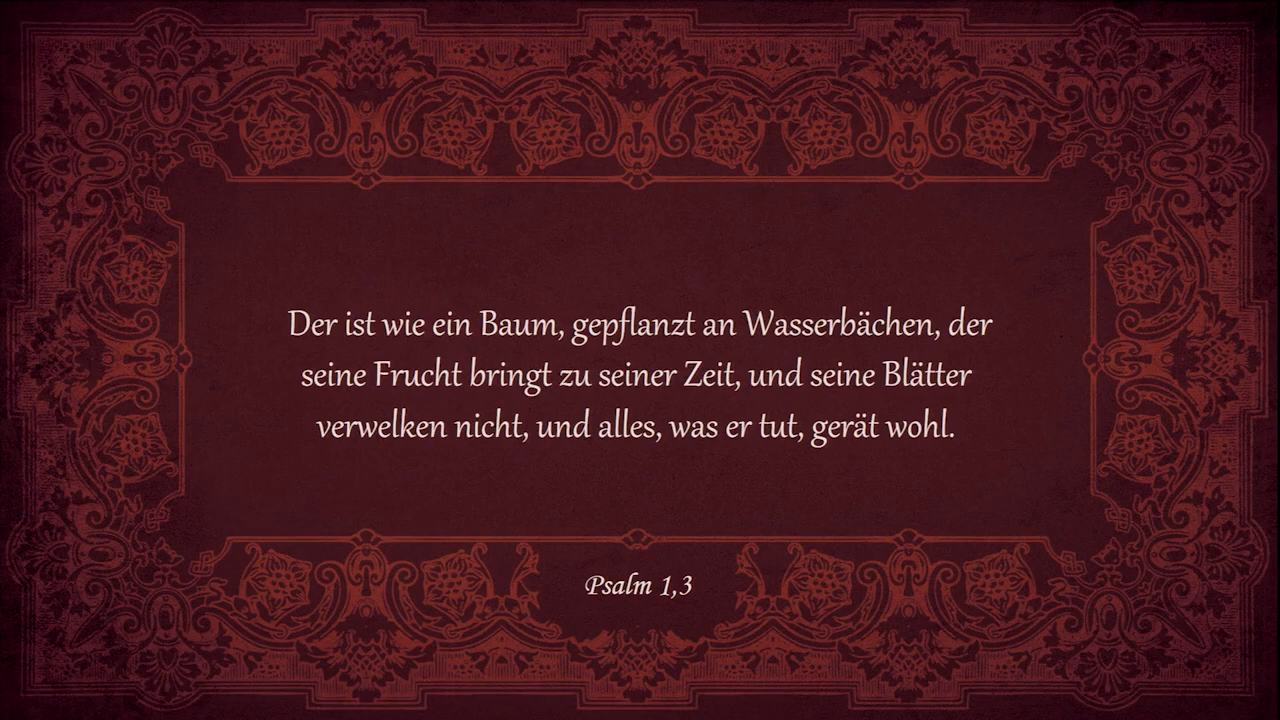 Der ist wie ein Baum, gepflanzt an Wasserbächen, der
seine Frucht bringt zu seiner Zeit, und seine Blätter
verwelken nicht, und alles, was er tut, gerät wohl.
Psalm 1,3